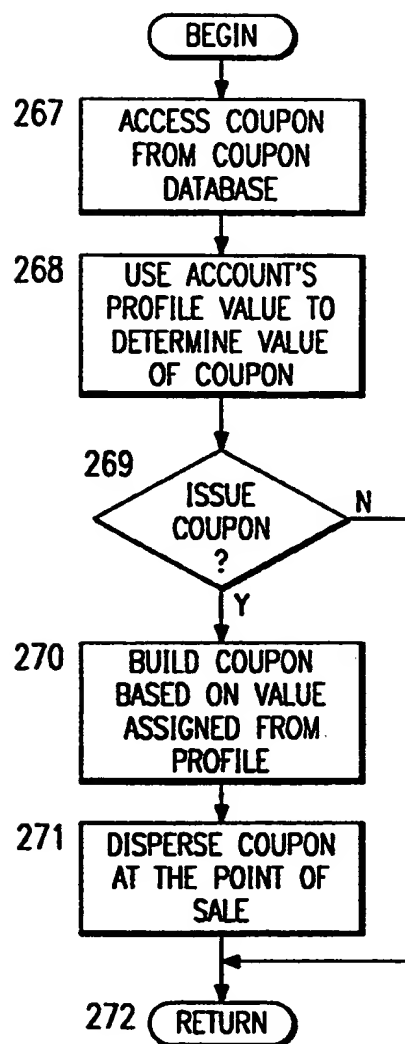 BEGIN
267
ACCESS COUPON
FROM COUPON
DATABASE
268
USE ACCOUNT'S
PROFILE VALUE TO
DETERMINE VALUE
OF COUPON
269
ISSUE
COUPON
?
N
Y
270
BUILD COUPON
BASED ON VALUE
ASSIGNED FROM
PROFILE
271
DISPERSE COUPON
AT THE POINT OF
SALE
272
RETURN